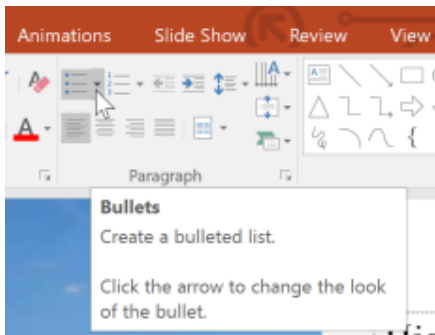 Animations Slide Show Review View
Paragraph
Bullets
Create a bulleted list.
Click the arrow to change the look
of the bullet.